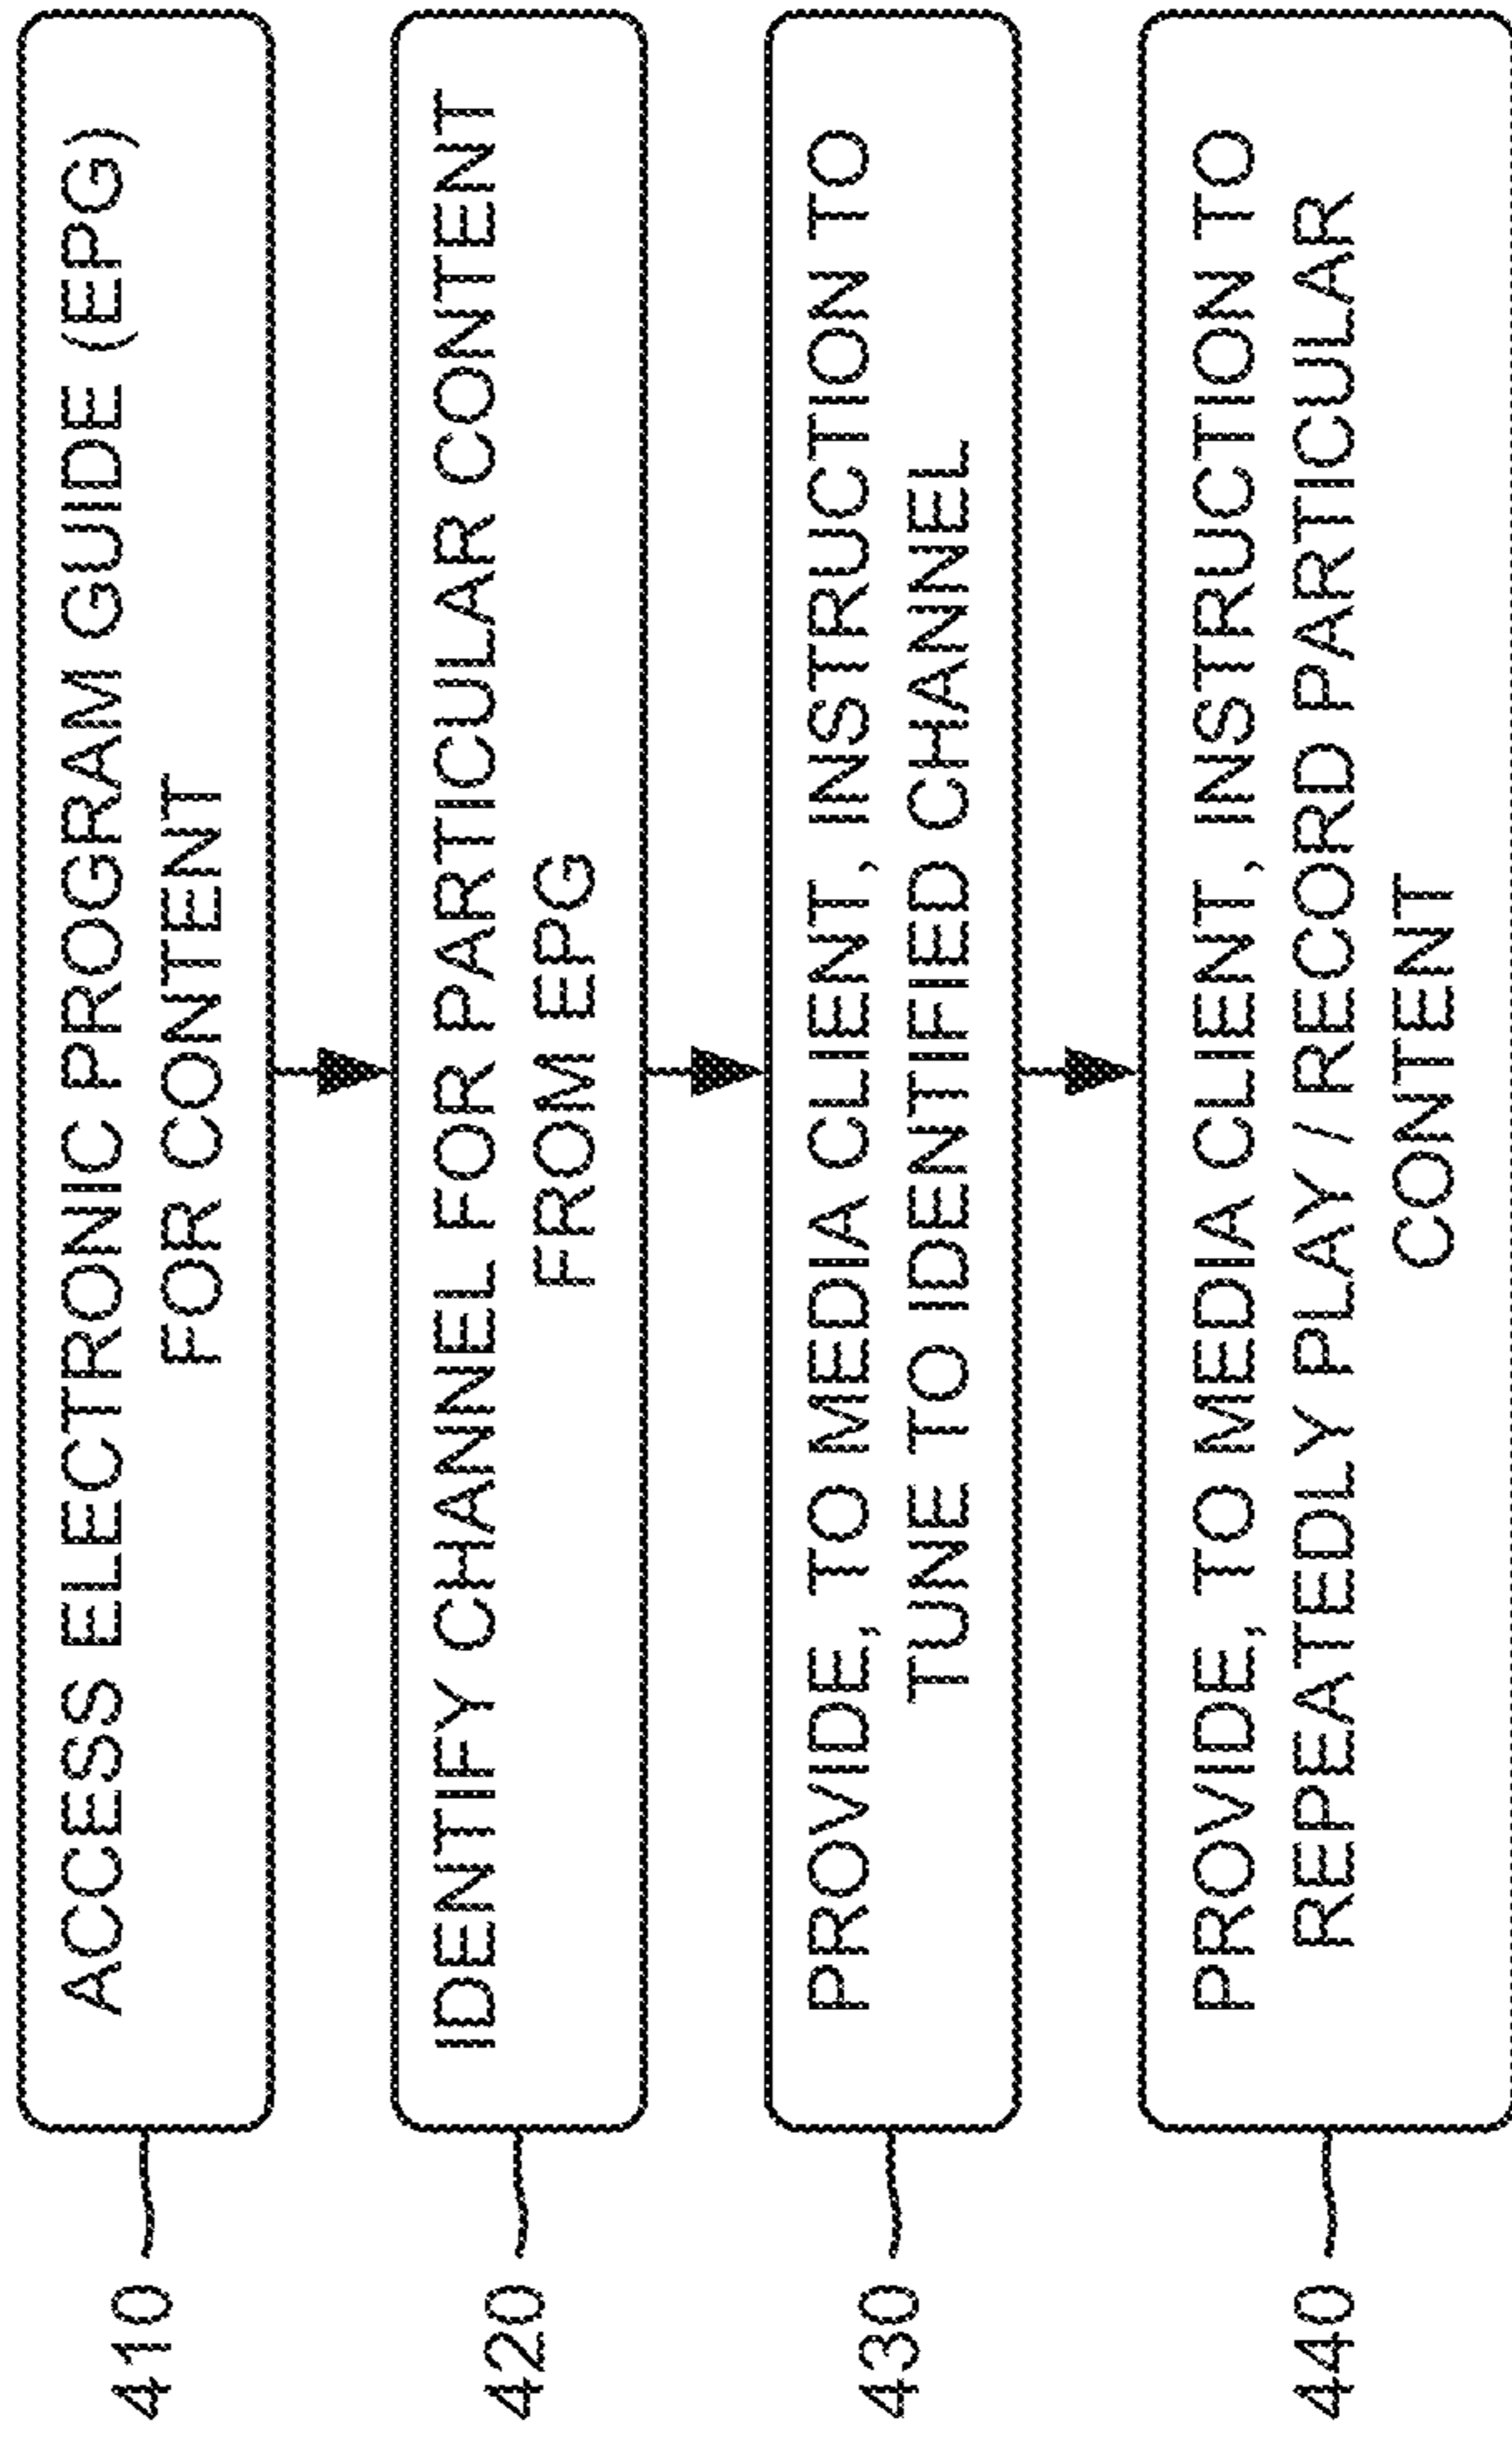 410
ACCESS ELECTRONIC PROGRAM GUIDE (EPG)
FOR CONTENT
420
IDENTIFY CHANNEL FOR PARTICULAR CONTENT
FROM EPG
430
PROVIDE, TO MEDIA CLIENT, INSTRUCTION TO
TUNE TO IDENTIFIED CHANNEL
440
PROVIDE, TO MEDIA CLIENT, INSTRUCTION TO
REPEATEDLY PLAY / RECORD PARTICULAR
CONTENT